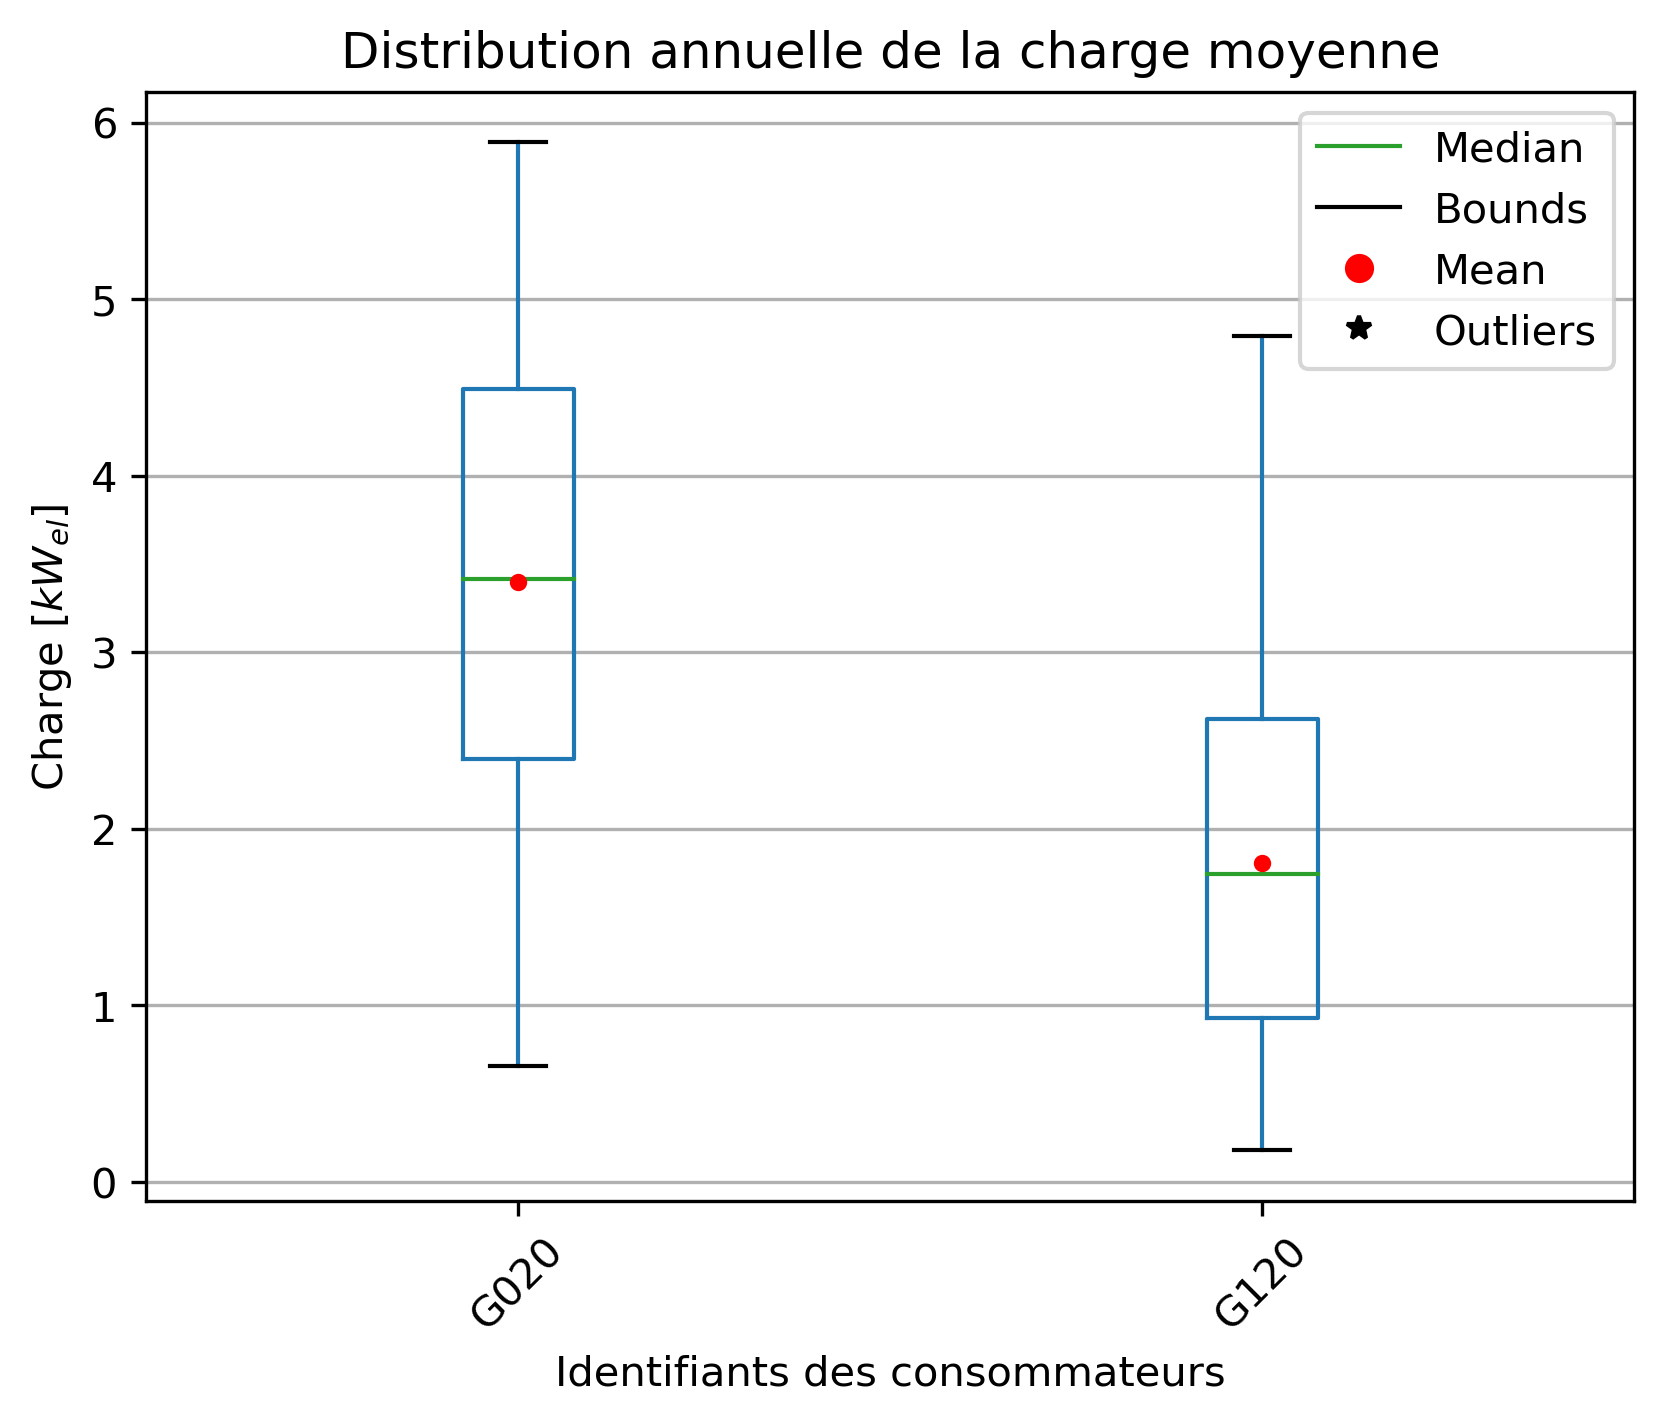 Distribution annuelle de la charge moyenne
6
5
4
3
2
1
0
Charge [kW_el]
Median
Bounds
Mean
Outliers
G020
G120
Identifiants des consommateurs